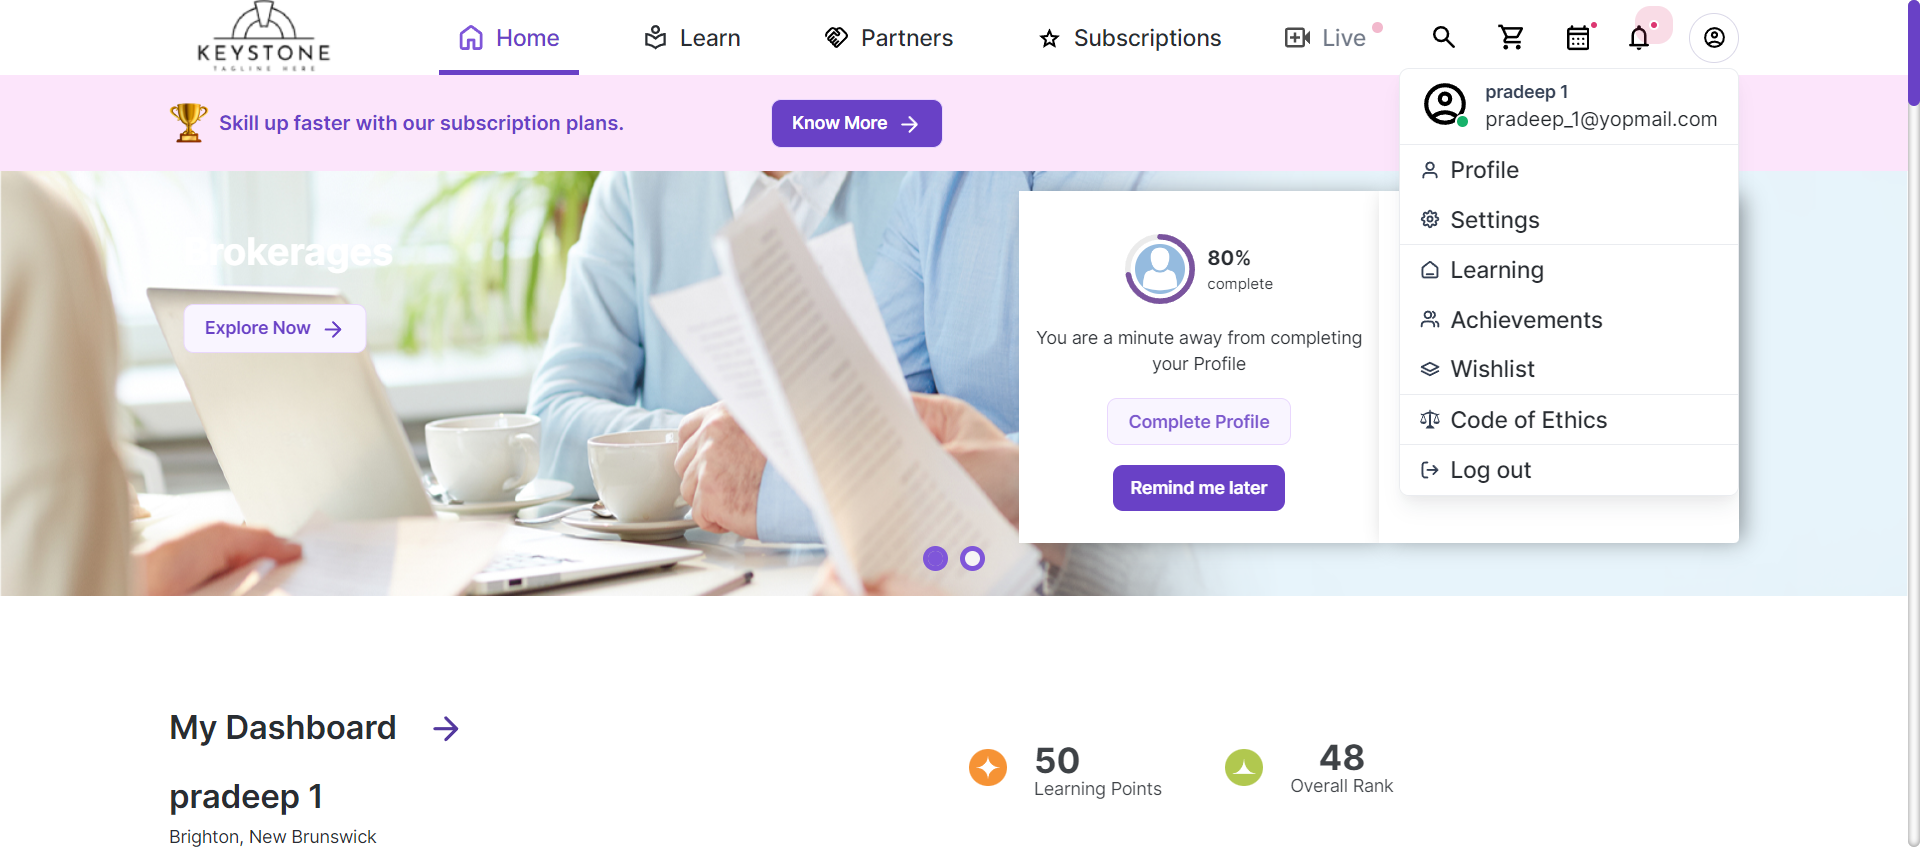 KEYSTONE
TAGLINE HERE
Home
Learn
Partners
Subscriptions
Live
Skill up faster with our subscription plans.
Know More
pradeep 1
pradeep_1@yopmail.com
Profile
Settings
Learning
Achievements
Wishlist
Code of Ethics
Log out
Brokerages
Explore Now
80%
complete
You are a minute away from completing
your Profile
Complete Profile
Remind me later
My Dashboard
pradeep 1
Brighton, New Brunswick
50
Learning Points
48
Overall Rank